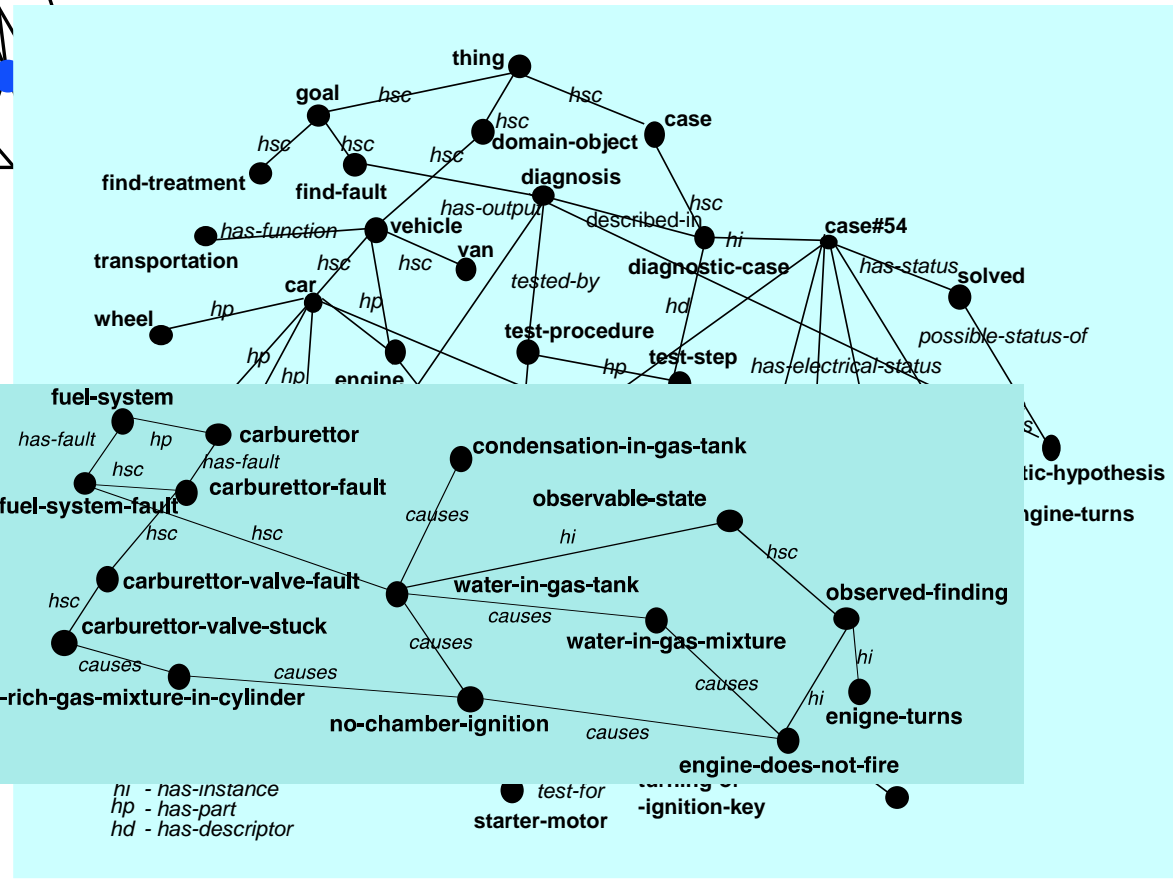 thing
goal
hsc
hsc
case
hsc
domain-object
hsc
hsc
hsc
find-treatment
find-fault
diagnosis
hsc
has-output
described-in
has-function
vehicle
transportation
van
hi
case#54
diagnostic-case
has-status
solved
hsc
hsc
tested-by
car
hp
hp
wheel
hd
possible-status-of
test-procedure
hp
test-step
has-electrical-status
hp
hp
engine
fuel-system
has-fault
hp
carburettor
condensation-in-gas-tank
hsc
has-fault
carburettor-fault
fuel-system-fault
observable-state
tic-hypothesis
ngine-turns
causes
hsc
hsc
hi
hsc
carburettor-valve-fault
water-in-gas-tank
observed-finding
hsc
carburettor-valve-stuck
causes
water-in-gas-mixture
causes
causes
causes
hi
-rich-gas-mixture-in-cylinder
causes
hi
no-chamber-ignition
enigne-turns
causes
engine-does-not-fire
hi - has-instance
hp - has-part
hd - has-descriptor
test-for
starter-motor
-ignition-key